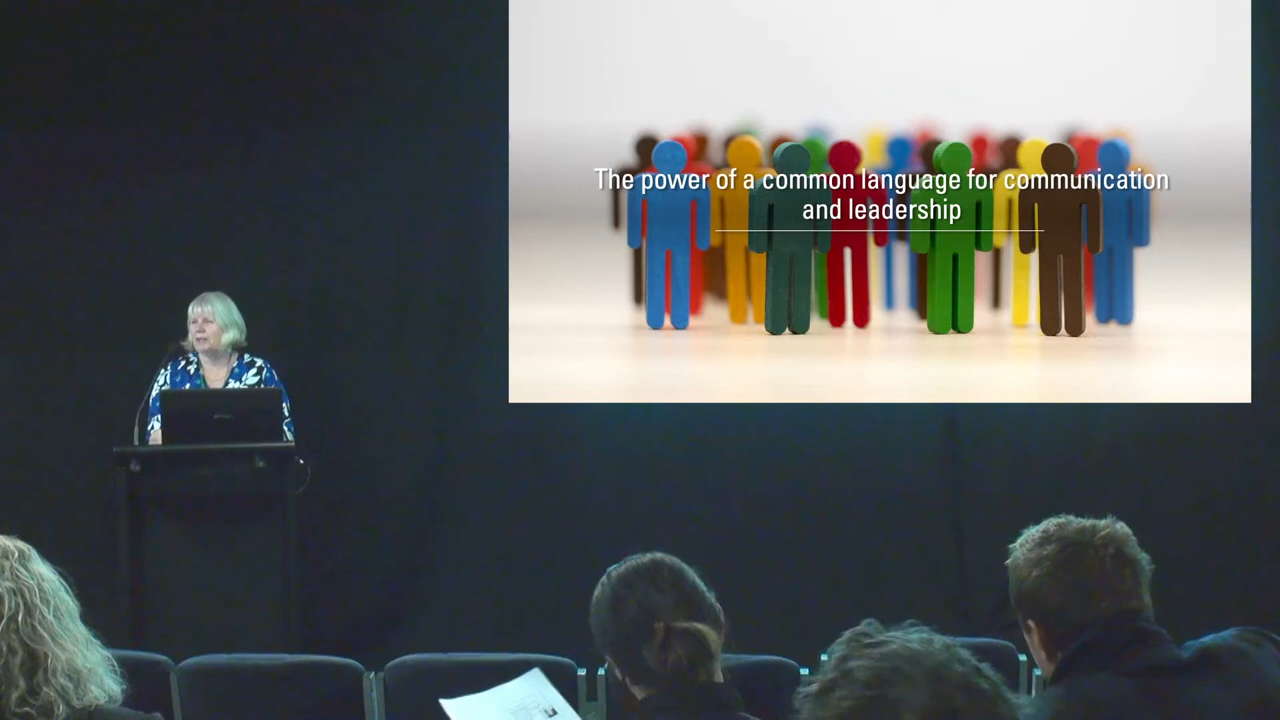 The power of a common language for communication
and leadership